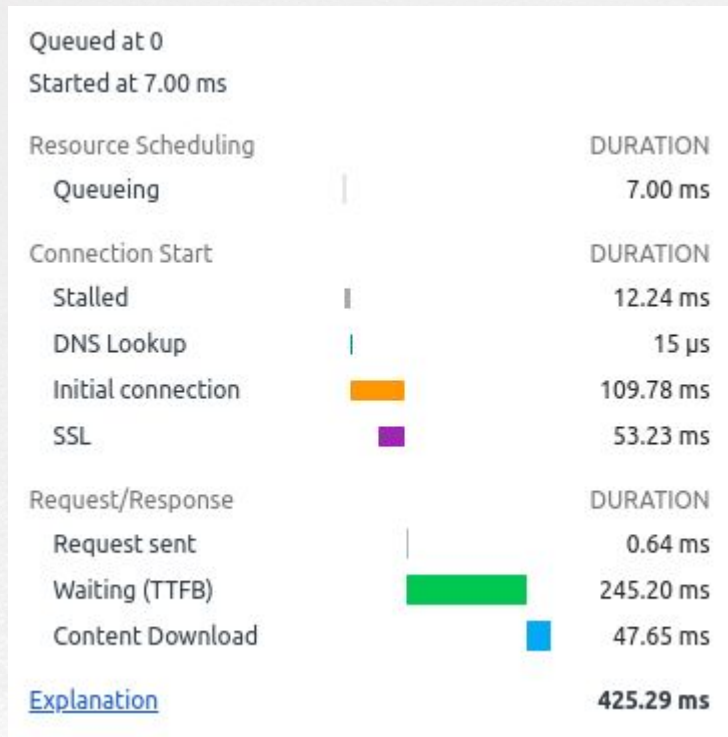 Queued at 0
Started at 7.00 ms
Resource Scheduling DURATION
Queueing 7.00 ms
Connection Start DURATION
Stalled 12.24 ms
DNS Lookup 15 μs
Initial connection 109.78 ms
SSL 53.23 ms
Request/Response DURATION
Request sent 0.64 ms
Waiting (TTFB) 245.20 ms
Content Download 47.65 ms
Explanation 425.29 ms